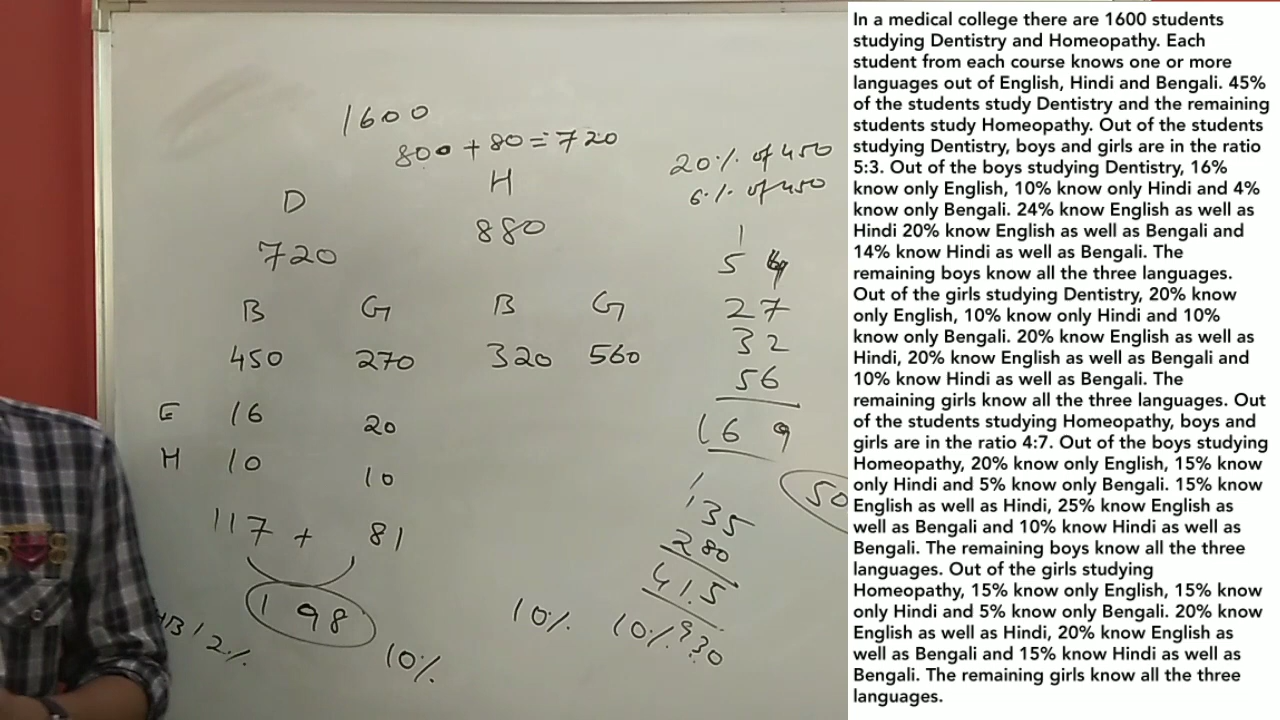 1600
800 + 80 = 720
D
H
720
880
B G B G
450 270 320 560
E 16 20
H 10 10
117 + 81
198
10%
10% 10%
20% of 450
6% of 450
1
5
27
32
56
169
1
135
280
415
930
50
12%
In a medical college there are 1600 students
studying Dentistry and Homeopathy. Each
student from each course knows one or more
languages out of English, Hindi and Bengali. 45%
of the students study Dentistry and the remaining
students study Homeopathy. Out of the students
studying Dentistry, boys and girls are in the ratio
5:3. Out of the boys studying Dentistry, 16%
know only English, 10% know only Hindi and 4%
know only Bengali. 24% know English as well as
Hindi 20% know English as well as Bengali and
14% know Hindi as well as Bengali. The
remaining boys know all the three languages.
Out of the girls studying Dentistry, 20% know
only English, 10% know only Hindi and 10%
know only Bengali. 20% know English as well as
Hindi, 20% know English as well as Bengali and
10% know Hindi as well as Bengali. The
remaining girls know all the three languages. Out
of the students studying Homeopathy, boys and
girls are in the ratio 4:7. Out of the boys studying
Homeopathy, 20% know only English, 15% know
only Hindi and 5% know only Bengali. 15% know
English as well as Hindi, 25% know English as
well as Bengali and 10% know Hindi as well as
Bengali. The remaining boys know all the three
languages. Out of the girls studying
Homeopathy, 15% know only English, 15% know
only Hindi and 5% know only Bengali. 20% know
English as well as Hindi, 20% know English as
well as Bengali and 15% know Hindi as well as
Bengali. The remaining girls know all the three
languages.